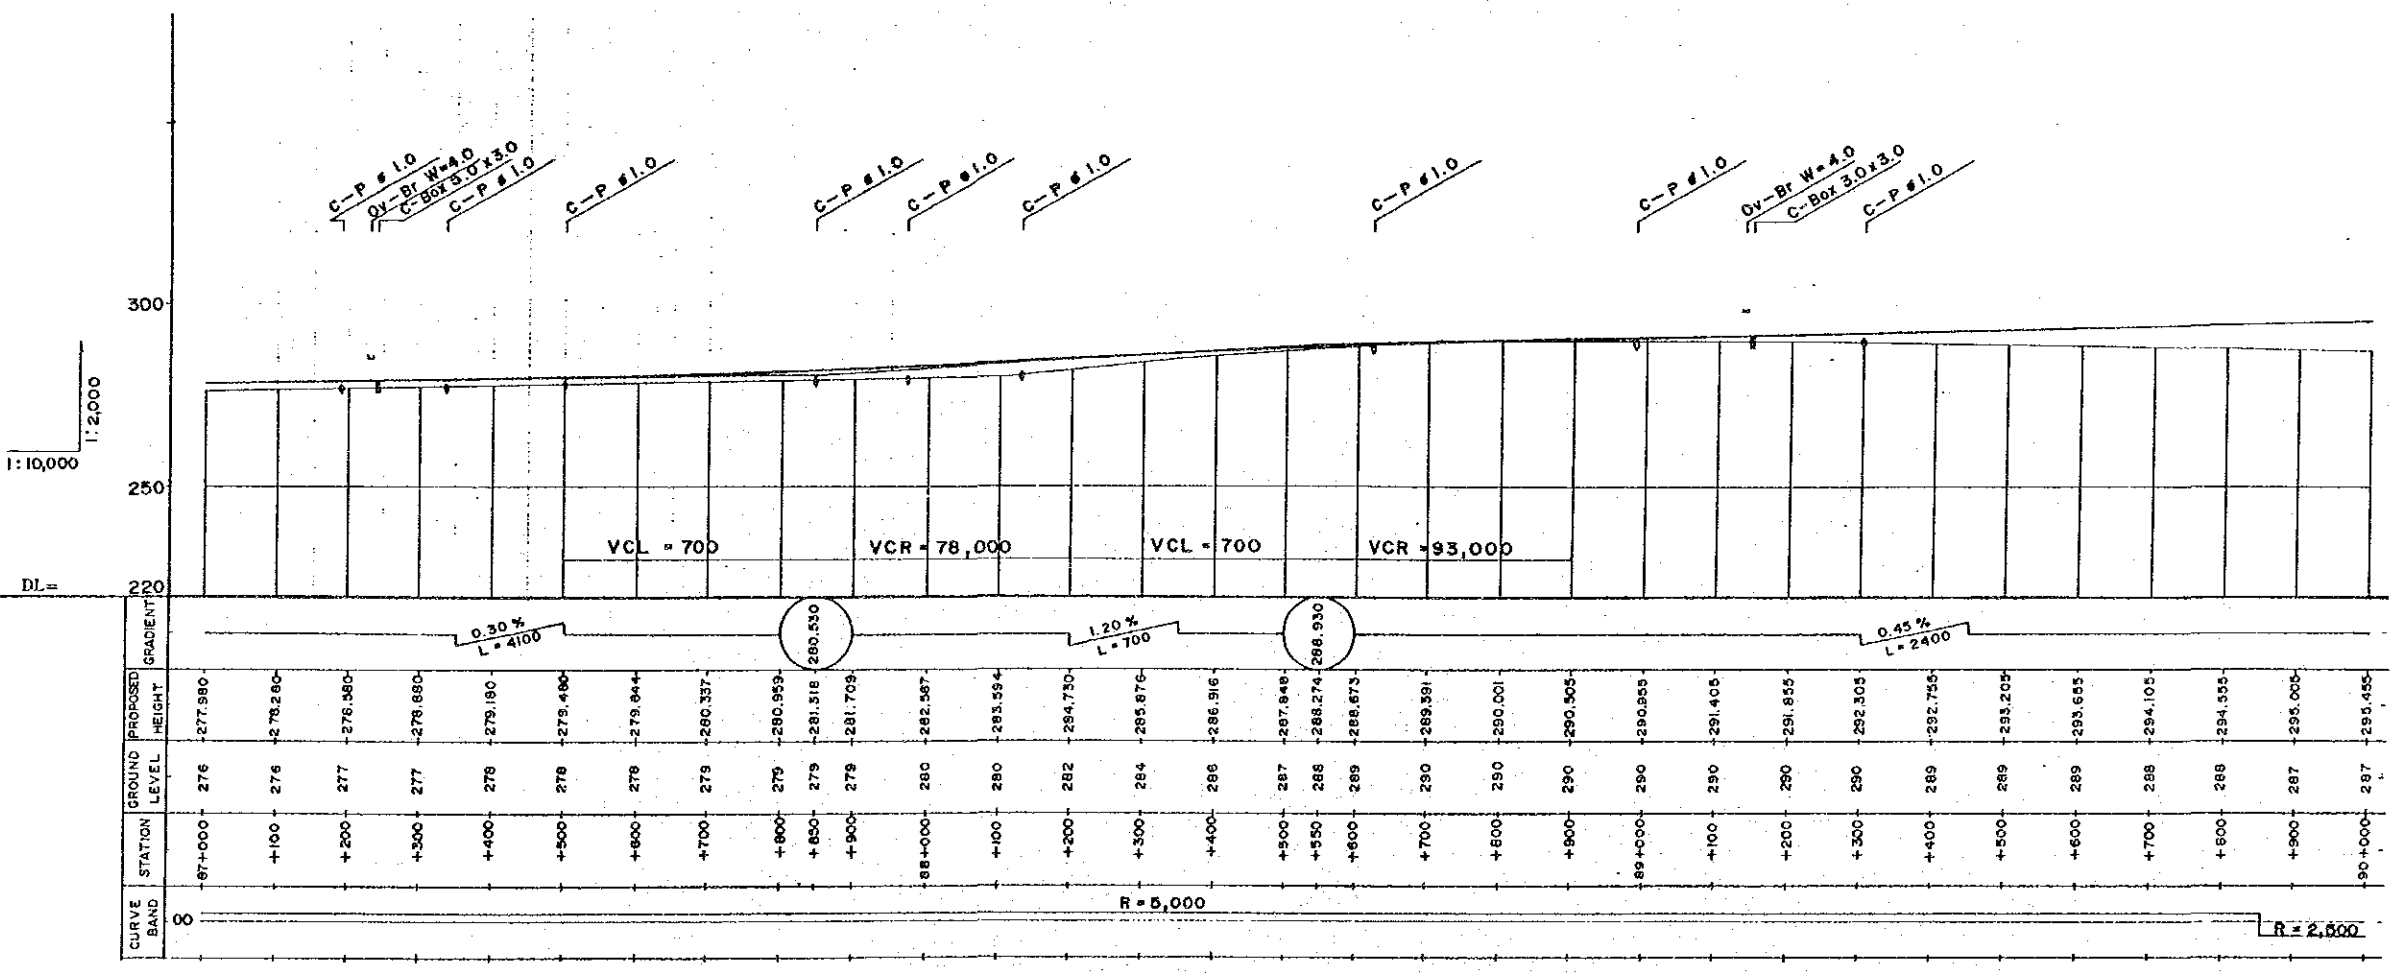 C-P ø 1.0
Ov-Br W=4.0
C-Box 3.0 x 3.0
C-P ø 1.0
C-P ø 1.0
C-P ø 1.0
C-P ø 1.0
C-P ø 1.0
C-P ø 1.0
C-P ø 1.0
Ov-Br W=4.0
C-Box 3.0 x 3.0
C-P ø 1.0
300
1:2,000
1:10,000
250
VCL = 700 VCR = 78,000 VCL = 700 VCR = 93,000
DL= 220
GRADIENT 0.30 % L = 4100 280.530 1.20 % L = 700 288.930 0.45 % L = 2400
PROPOSED HEIGHT 277.980 278.280 278.580 278.880 279.180 279.480 279.844 280.337 280.959 281.318 281.709 282.587 283.594 284.730 285.876 286.916 287.848 288.274 288.673 289.391 290.001 290.505 290.955 291.405 291.855 292.305 292.755 293.205 293.655 294.105 294.555 295.005 295.455
GROUND LEVEL 276 276 277 277 278 278 278 279 279 279 279 280 280 282 284 286 287 288 289 290 290 290 290 290 290 290 289 289 289 288 288 287 287
STATION 87+000 +100 +200 +300 +400 +500 +600 +700 +800 +850 +900 88+000 +100 +200 +300 +400 +500 +550 +600 +700 +800 +900 89+000 +100 +200 +300 +400 +500 +600 +700 +800 +900 90+000
CURVE BAND 00 R = 5,000 R = 2,500